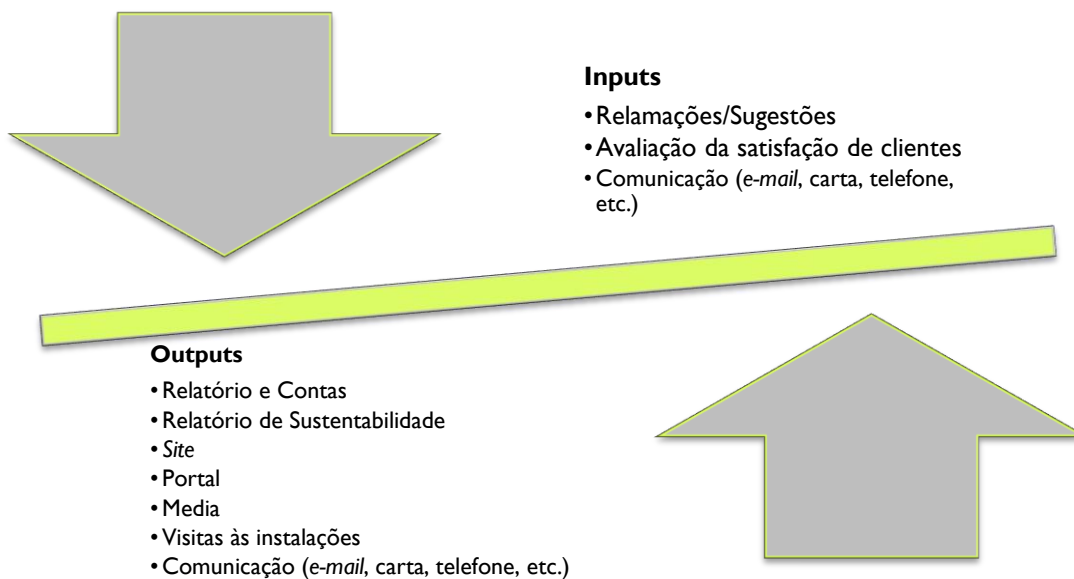 Inputs
•Relamações/Sugestões
•Avaliação da satisfação de clientes
•Comunicação (e-mail, carta, telefone,
etc.)
Outputs
•Relatório e Contas
•Relatório de Sustentabilidade
•Site
•Portal
•Media
•Visitas às instalações
•Comunicação (e-mail, carta, telefone, etc.)